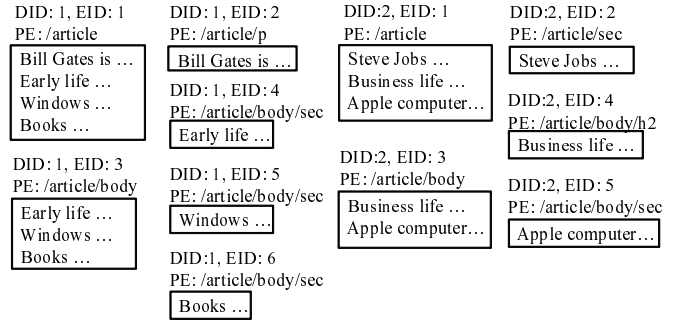 DID: 1, EID: 1
PE: /article
Bill Gates is …
Early life …
Windows …
Books …
DID: 1, EID: 3
PE: /article/body
Early life …
Windows …
Books …
DID: 1, EID: 2
PE: /article/p
Bill Gates is …
DID: 1, EID: 4
PE: /article/body/sec
Early life …
DID: 1, EID: 5
PE: /article/body/sec
Windows …
DID:1, EID: 6
PE: /article/body/sec
Books …
DID:2, EID: 1
PE: /article
Steve Jobs …
Business life …
Apple computer…
DID:2, EID: 3
PE: /article/body
Business life …
Apple computer…
DID:2, EID: 2
PE: /article/sec
Steve Jobs …
DID:2, EID: 4
PE: /article/body/h2
Business life …
DID:2, EID: 5
PE: /article/body/sec
Apple computer…